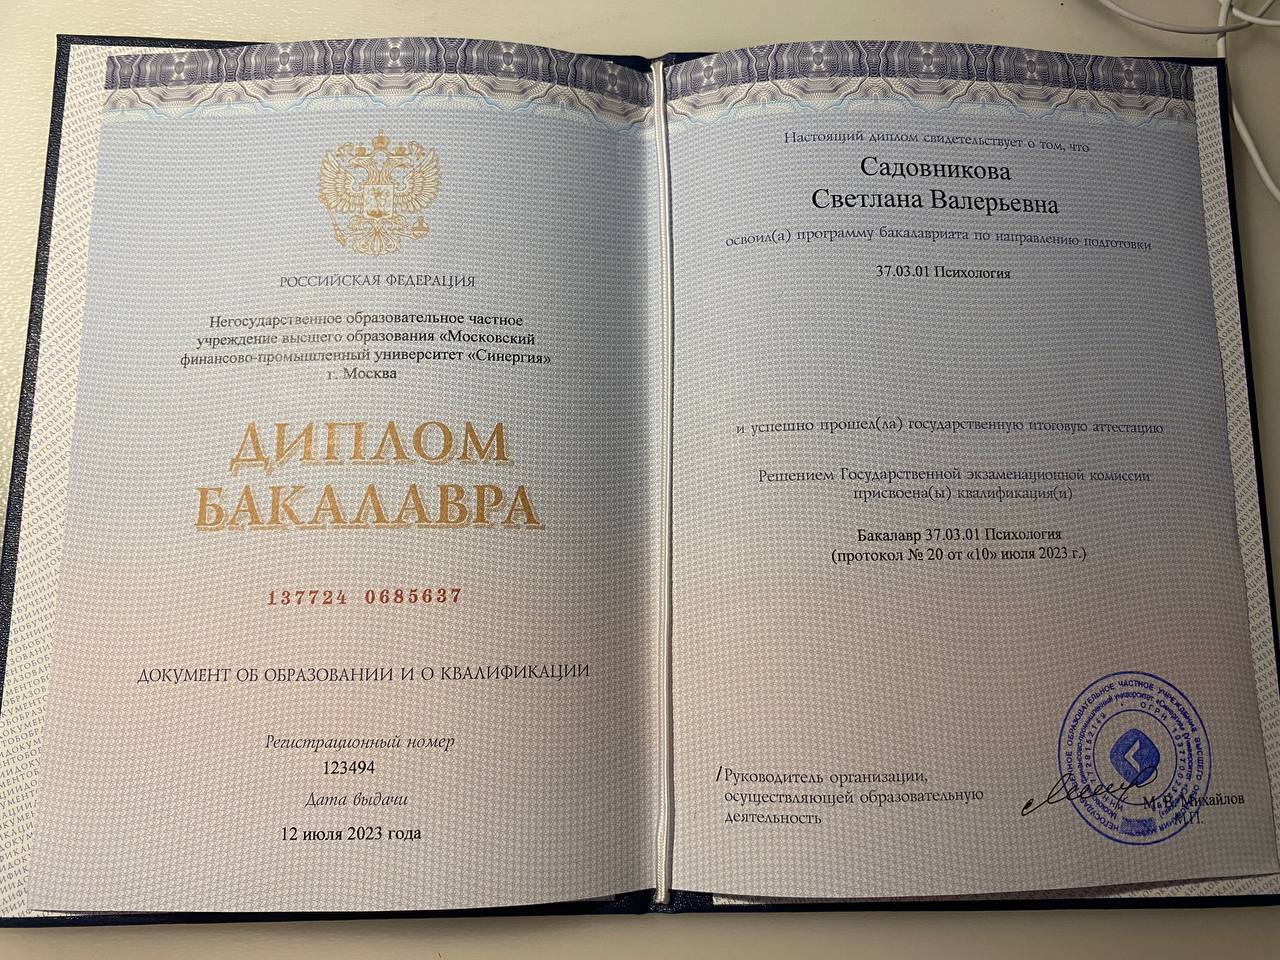 РОССИЙСКАЯ ФЕДЕРАЦИЯ
Негосударственное образовательное частное
учреждение высшего образования «Московский
финансово-промышленный университет «Синергия»
г. Москва
ДИПЛОМ
БАКАЛАВРА
137724 0685637
ДОКУМЕНТ ОБ ОБРАЗОВАНИИ И О КВАЛИФИКАЦИИ
Регистрационный номер
123494
Дата выдачи
12 июля 2023 года
Настоящий диплом свидетельствует о том, что
Садовникова
Светлана Валерьевна
освоил(а) программу бакалавриата по направлению подготовки
37.03.01 Психология
и успешно прошел(ла) государственную итоговую аттестацию
Решением Государственной экзаменационной комиссии
присвоена(ы) квалификация(и)
Бакалавр 37.03.01 Психология
(протокол № 20 от «10» июля 2023 г.)
/Руководитель организации,
осуществляющей образовательную
деятельность
М.В. Михайлов
М.П.